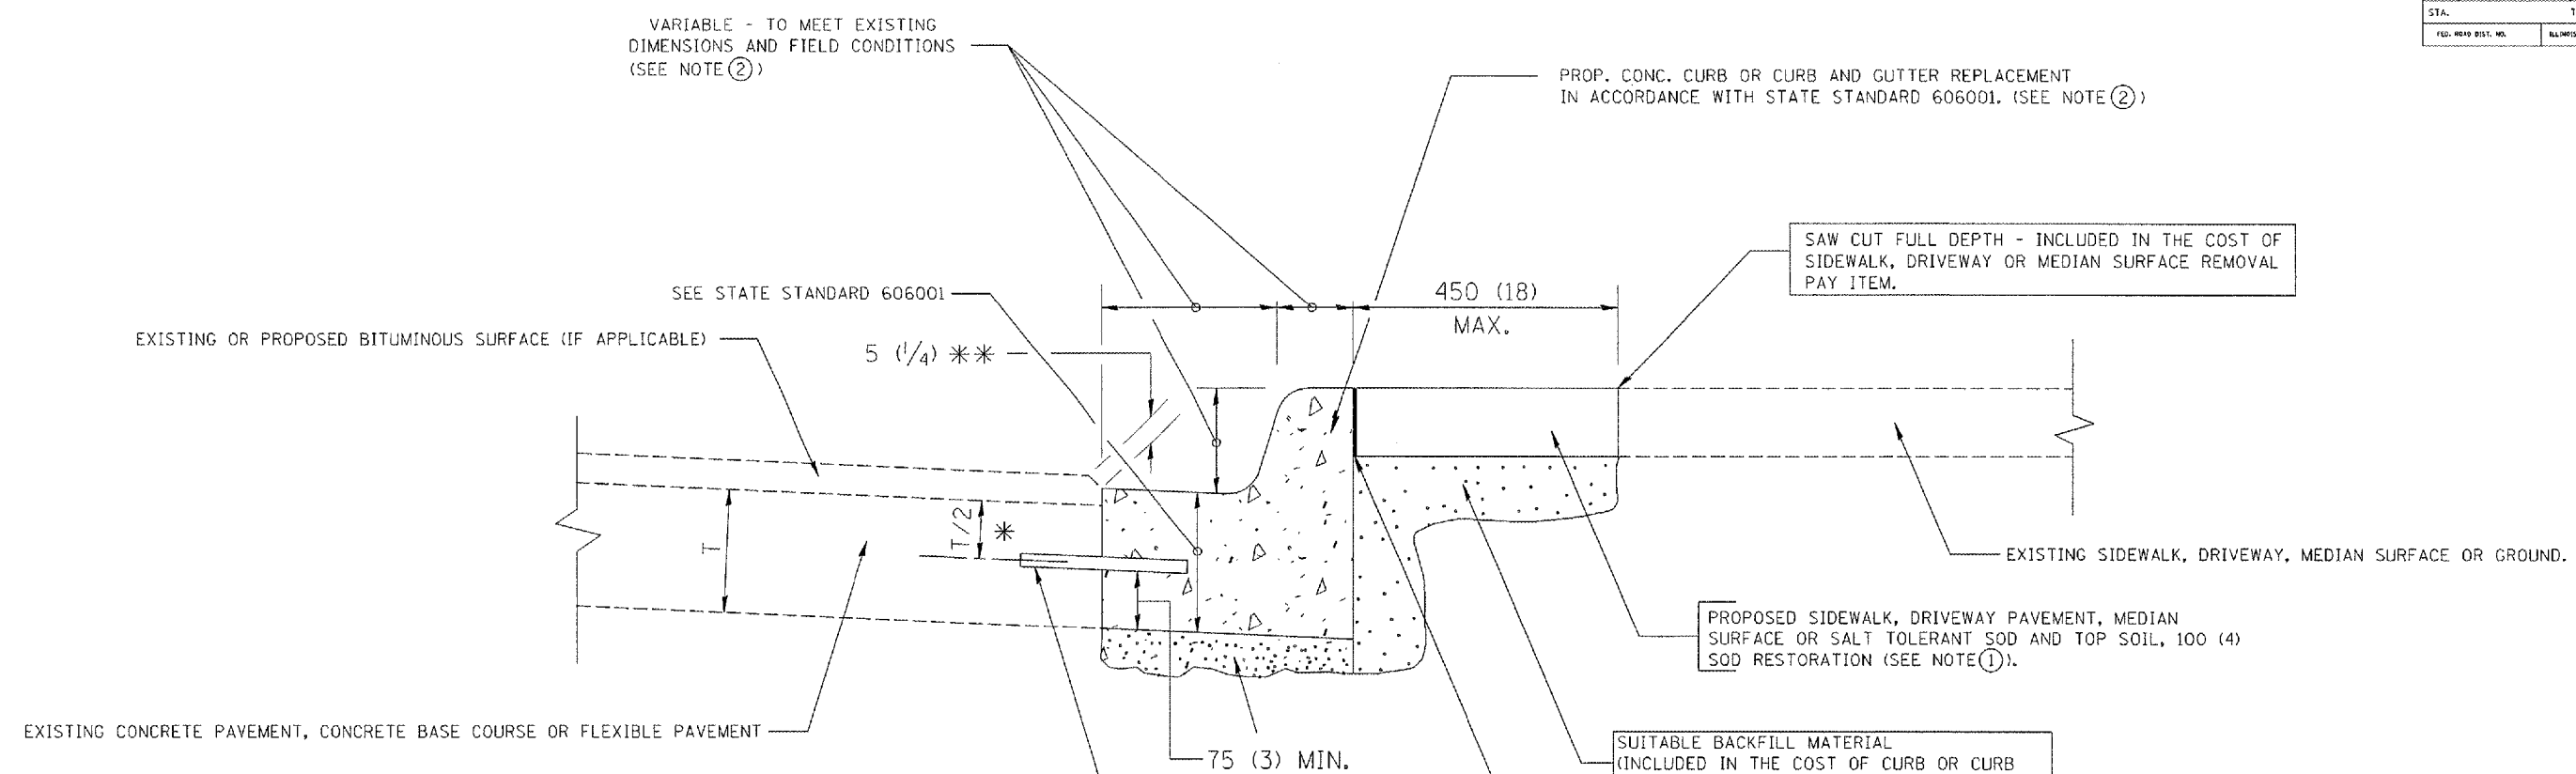 STA.
FED. ROAD DIST. NO.
VARIABLE - TO MEET EXISTING
DIMENSIONS AND FIELD CONDITIONS
(SEE NOTE ②)
PROP. CONC. CURB OR CURB AND GUTTER REPLACEMENT
IN ACCORDANCE WITH STATE STANDARD 606001. (SEE NOTE ②)
SAW CUT FULL DEPTH - INCLUDED IN THE COST OF
SIDEWALK, DRIVEWAY OR MEDIAN SURFACE REMOVAL
PAY ITEM.
SEE STATE STANDARD 606001
450 (18)
MAX.
EXISTING OR PROPOSED BITUMINOUS SURFACE (IF APPLICABLE)
5 (1/4) **
T/2
*
T
EXISTING SIDEWALK, DRIVEWAY, MEDIAN SURFACE OR GROUND.
PROPOSED SIDEWALK, DRIVEWAY PAVEMENT, MEDIAN
SURFACE OR SALT TOLERANT SOD AND TOP SOIL, 100 (4)
SOD RESTORATION (SEE NOTE ①).
EXISTING CONCRETE PAVEMENT, CONCRETE BASE COURSE OR FLEXIBLE PAVEMENT
75 (3) MIN.
SUITABLE BACKFILL MATERIAL
(INCLUDED IN THE COST OF CURB OR CURB